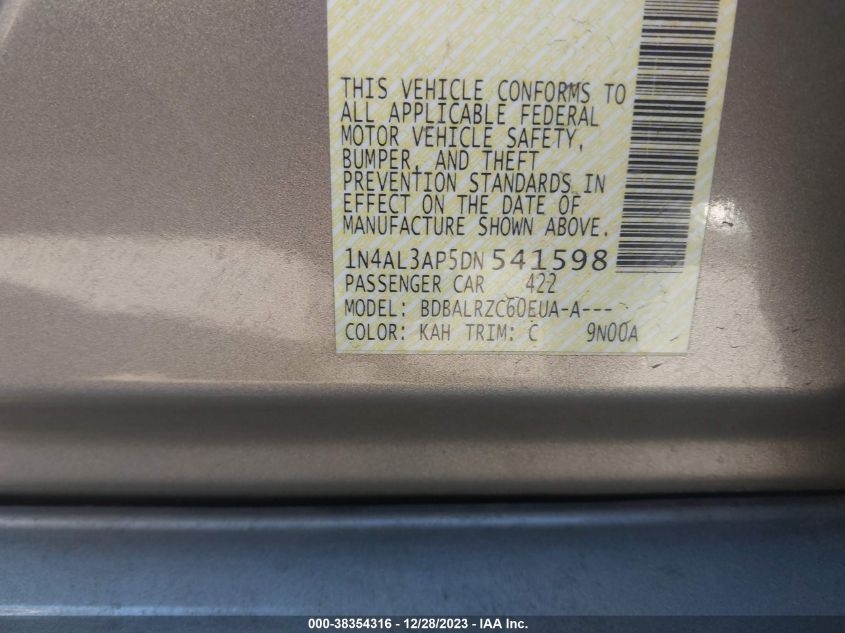 THIS VEHICLE CONFORMS TO
ALL APPLICABLE FEDERAL
MOTOR VEHICLE SAFETY,
BUMPER, AND THEFT
PREVENTION STANDARDS IN
EFFECT ON THE DATE OF
MANUFACTURE SHOWN ABOVE.
1N4AL3AP5DN541598
PASSENGER CAR 422
MODEL: BDBALRZC60EUA-A---
COLOR: KAH TRIM: C 9N00A
000-38354316 - 12/28/2023 - IAA Inc.